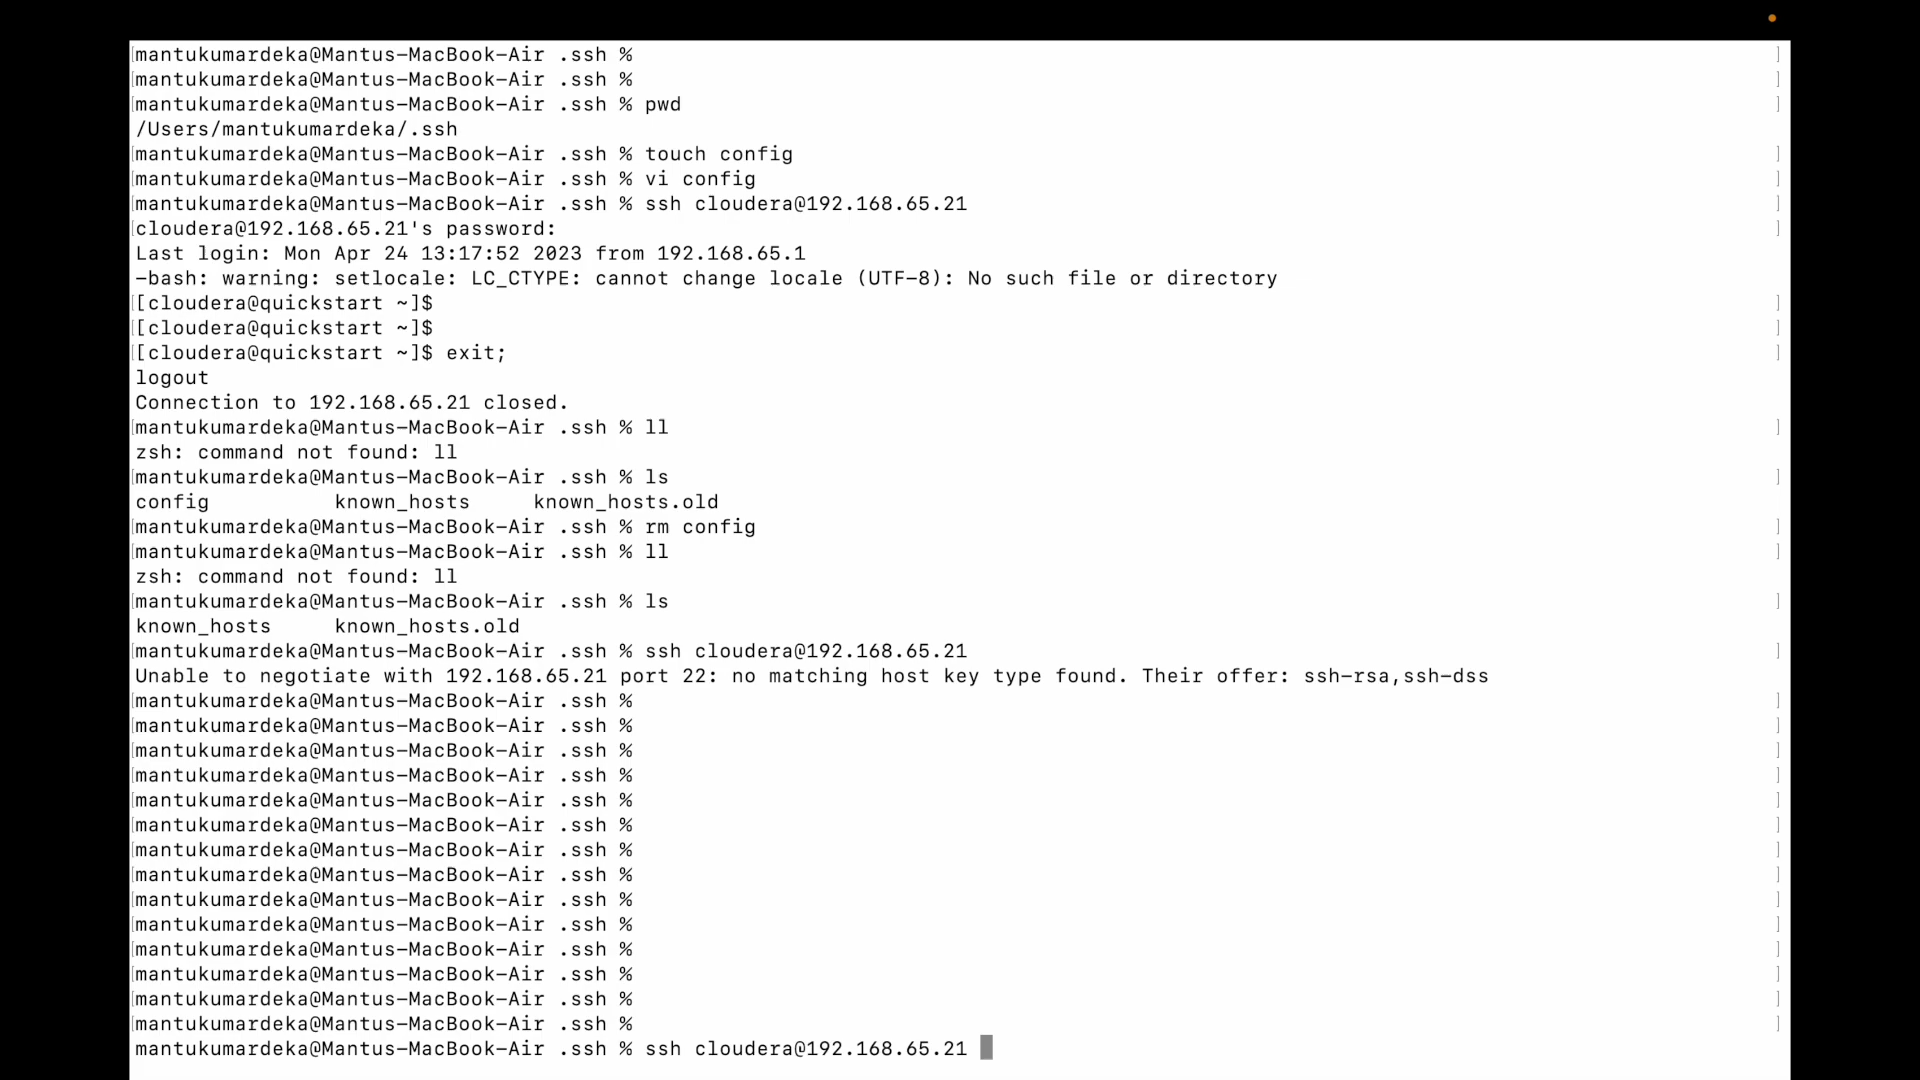 mantukumardeka@Mantus-MacBook-Air .ssh %
mantukumardeka@Mantus-MacBook-Air .ssh %
mantukumardeka@Mantus-MacBook-Air .ssh % pwd
/Users/mantukumardeka/.ssh
mantukumardeka@Mantus-MacBook-Air .ssh % touch config
mantukumardeka@Mantus-MacBook-Air .ssh % vi config
mantukumardeka@Mantus-MacBook-Air .ssh % ssh cloudera@192.168.65.21
cloudera@192.168.65.21's password:
Last login: Mon Apr 24 13:17:52 2023 from 192.168.65.1
-bash: warning: setlocale: LC_CTYPE: cannot change locale (UTF-8): No such file or directory
[cloudera@quickstart ~]$
[cloudera@quickstart ~]$
[cloudera@quickstart ~]$ exit;
logout
Connection to 192.168.65.21 closed.
mantukumardeka@Mantus-MacBook-Air .ssh % ll
zsh: command not found: ll
mantukumardeka@Mantus-MacBook-Air .ssh % ls
config known_hosts known_hosts.old
mantukumardeka@Mantus-MacBook-Air .ssh % rm config
mantukumardeka@Mantus-MacBook-Air .ssh % ll
zsh: command not found: ll
mantukumardeka@Mantus-MacBook-Air .ssh % ls
known_hosts known_hosts.old
mantukumardeka@Mantus-MacBook-Air .ssh % ssh cloudera@192.168.65.21
Unable to negotiate with 192.168.65.21 port 22: no matching host key type found. Their offer: ssh-rsa,ssh-dss
mantukumardeka@Mantus-MacBook-Air .ssh %
mantukumardeka@Mantus-MacBook-Air .ssh %
mantukumardeka@Mantus-MacBook-Air .ssh %
mantukumardeka@Mantus-MacBook-Air .ssh %
mantukumardeka@Mantus-MacBook-Air .ssh %
mantukumardeka@Mantus-MacBook-Air .ssh %
mantukumardeka@Mantus-MacBook-Air .ssh %
mantukumardeka@Mantus-MacBook-Air .ssh %
mantukumardeka@Mantus-MacBook-Air .ssh %
mantukumardeka@Mantus-MacBook-Air .ssh %
mantukumardeka@Mantus-MacBook-Air .ssh %
mantukumardeka@Mantus-MacBook-Air .ssh %
mantukumardeka@Mantus-MacBook-Air .ssh %
mantukumardeka@Mantus-MacBook-Air .ssh %
mantukumardeka@Mantus-MacBook-Air .ssh % ssh cloudera@192.168.65.21